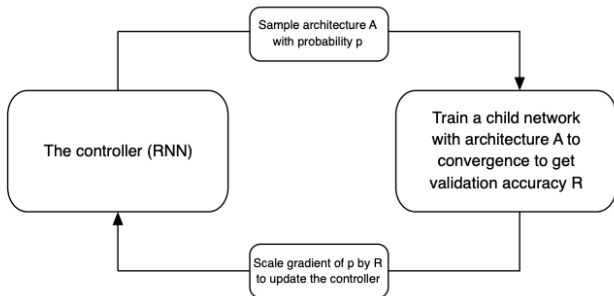 Sample architecture A
with probability p
The controller (RNN)
Train a child network
with architecture A to
convergence to get
validation accuracy R
Scale gradient of p by R
to update the controller